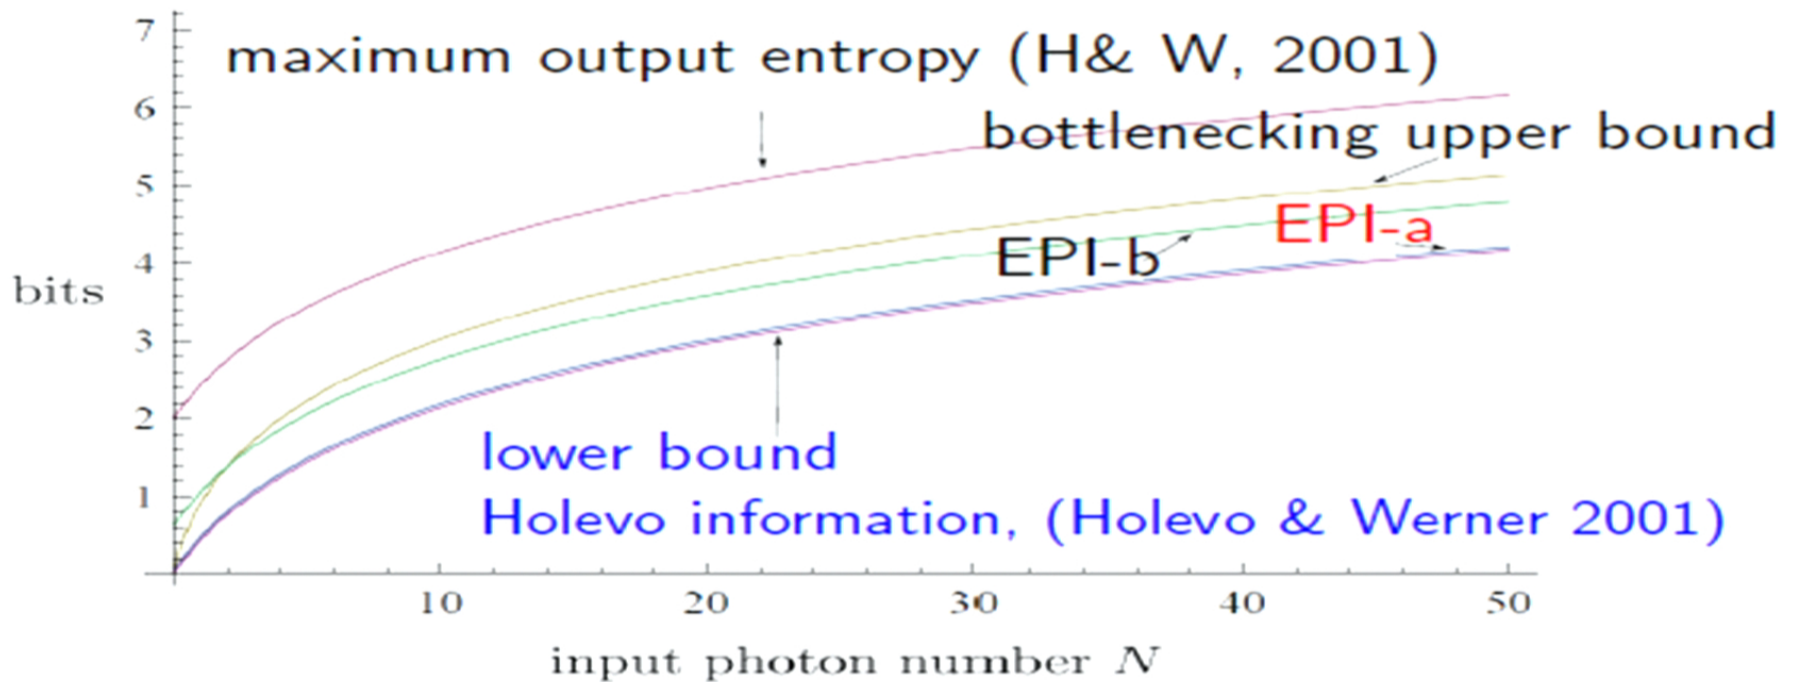 7
maximum output entropy (H& W, 2001)
6
bottlenecking upper bound
5
EPI-a
EPI-b
4
bits
3
2
lower bound
1
Holevo information, (Holevo & Werner 2001)
10 20 30 40 50
input photon number N